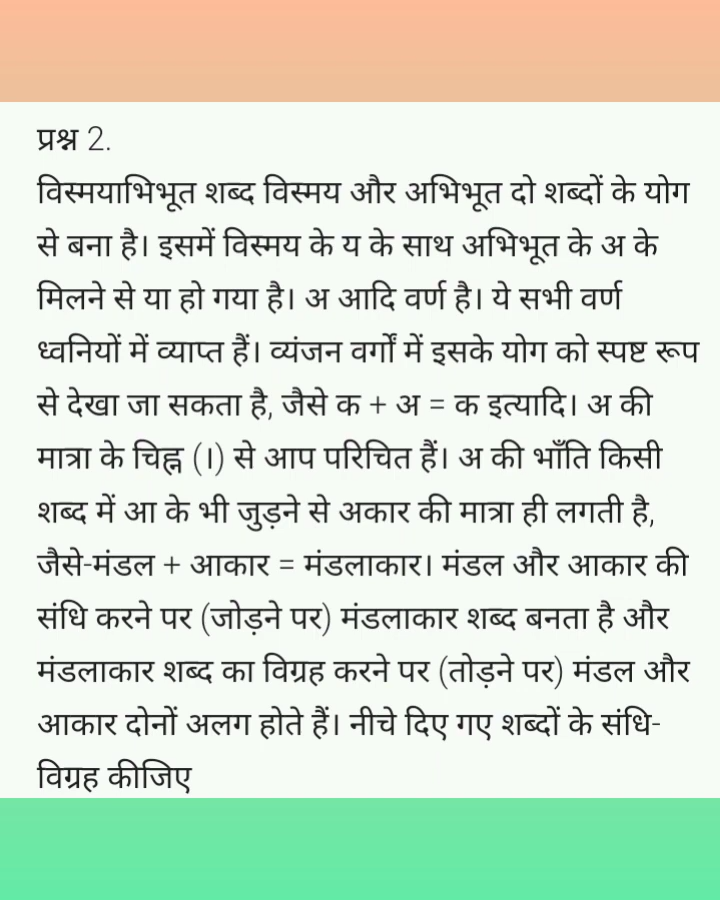 प्रश्न 2.
विस्मयाभिभूत शब्द विस्मय और अभिभूत दो शब्दों के योग
से बना है। इसमें विस्मय के य के साथ अभिभूत के अ के
मिलने से या हो गया है। अ आदि वर्ण है। ये सभी वर्ण
ध्वनियों में व्याप्त हैं। व्यंजन वर्गों में इसके योग को स्पष्ट रूप
से देखा जा सकता है, जैसे क + अ = क इत्यादि। अ की
मात्रा के चिह्न (।) से आप परिचित हैं। अ की भाँति किसी
शब्द में आ के भी जुड़ने से अकार की मात्रा ही लगती है,
जैसे-मंडल + आकार = मंडलाकार। मंडल और आकार की
संधि करने पर (जोड़ने पर) मंडलाकार शब्द बनता है और
मंडलाकार शब्द का विग्रह करने पर (तोड़ने पर) मंडल और
आकार दोनों अलग होते हैं। नीचे दिए गए शब्दों के संधि-
विग्रह कीजिए